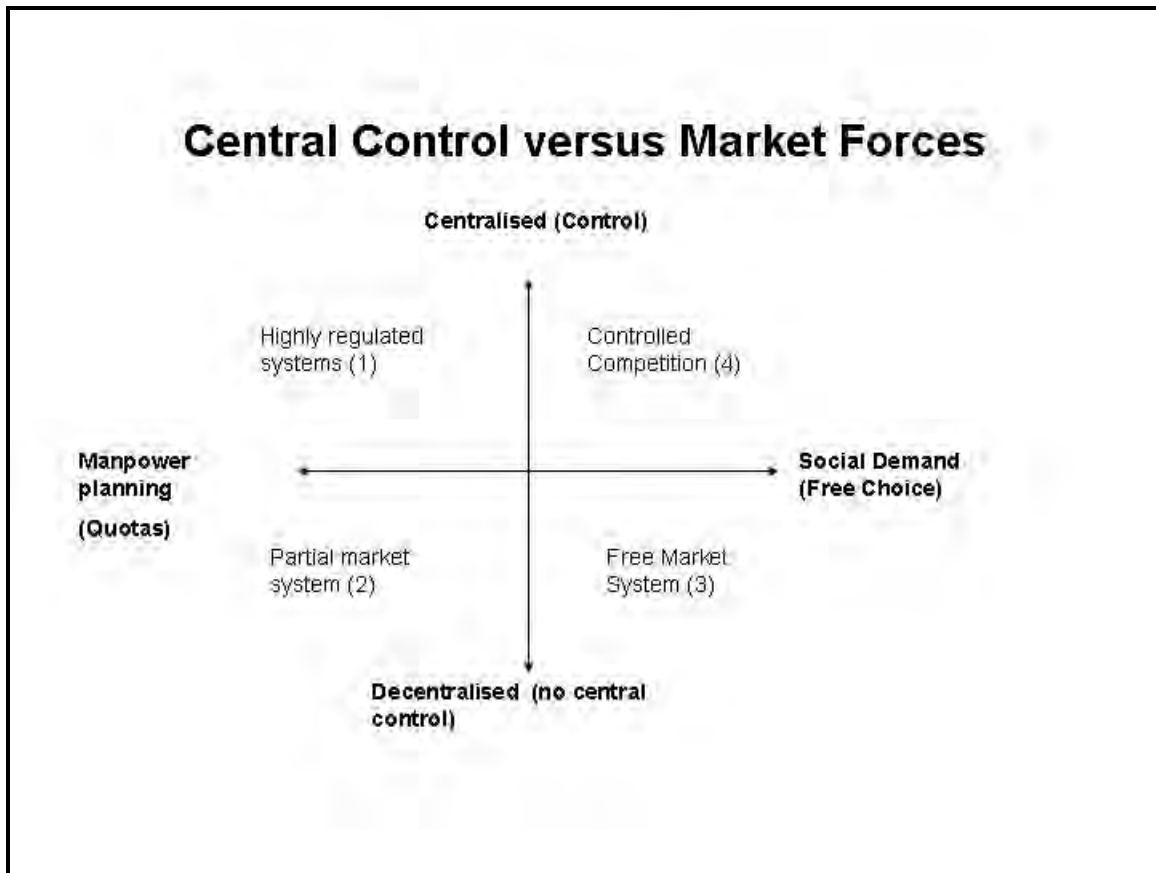 Central Control versus Market Forces
Centralised (Control)
Highly regulated
systems (1)
Controlled
Competition (4)
Manpower
planning
(Quotas)
Social Demand
(Free Choice)
Partial market
system (2)
Free Market
System (3)
Decentralised (no central
control)